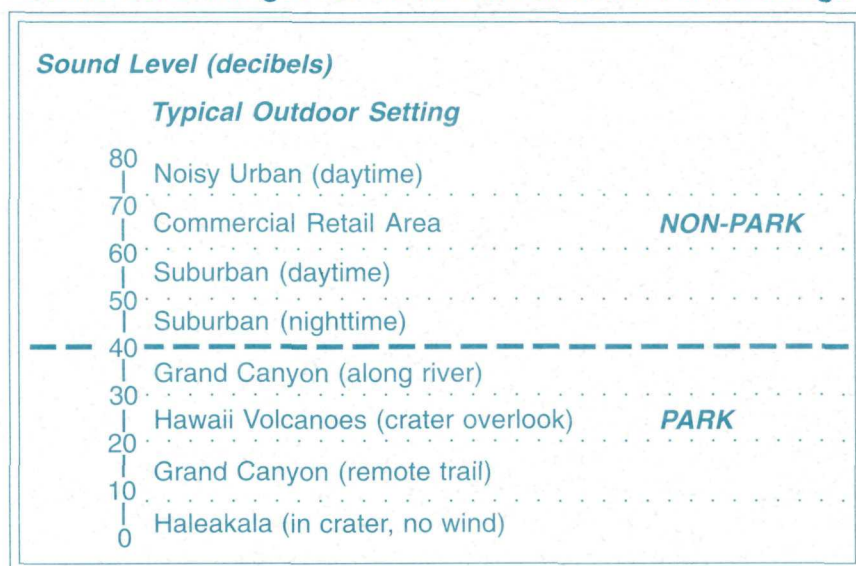 Sound Level (decibels)
Typical Outdoor Setting
80
Noisy Urban (daytime)
70
Commercial Retail Area NON-PARK
60
Suburban (daytime)
50
Suburban (nighttime)
40
Grand Canyon (along river)
30
Hawaii Volcanoes (crater overlook) PARK
20
Grand Canyon (remote trail)
10
Haleakala (in crater, no wind)
0